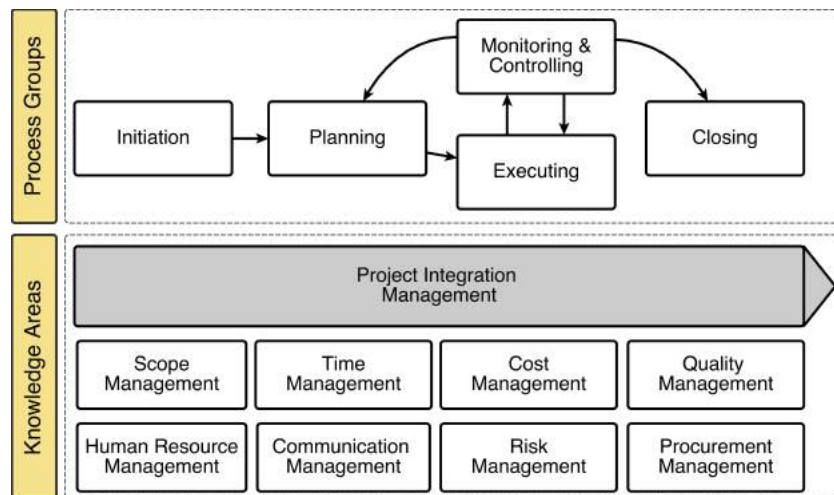 Process Groups
Monitoring &
Controlling
Initiation
Planning
Executing
Closing
Knowledge Areas
Project Integration
Management
Scope
Management
Time
Management
Cost
Management
Quality
Management
Human Resource
Management
Communication
Management
Risk
Management
Procurement
Management